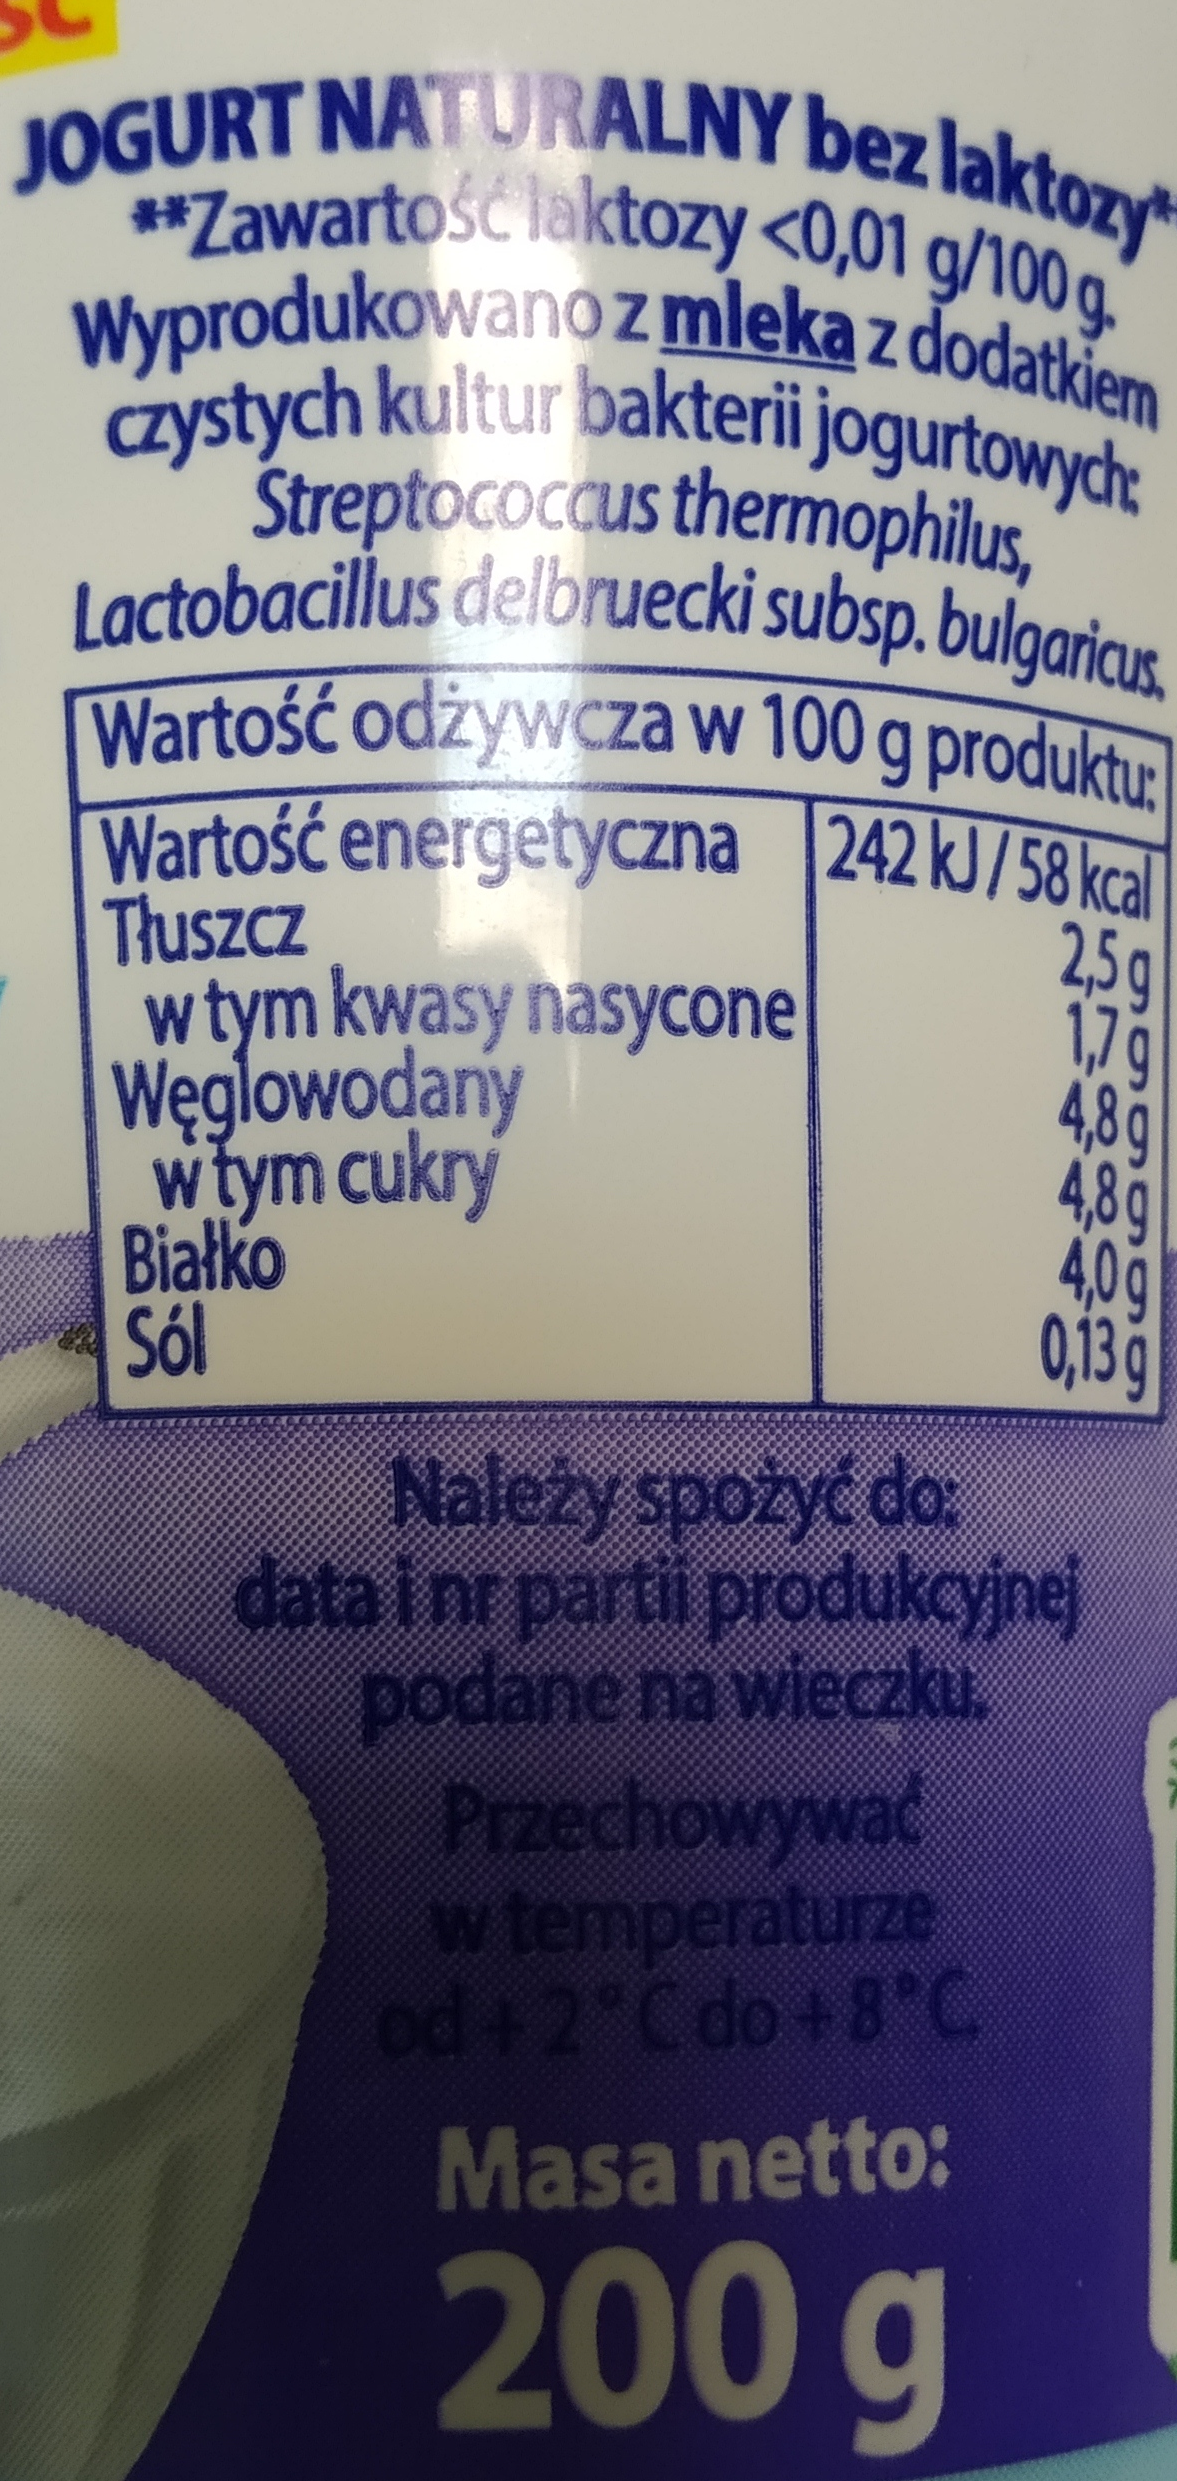 JOGURT NATURALNY bez laktozy**
**Zawartość laktozy <0,01 g/100 g.
Wyprodukowano z mleka z dodatkiem
czystych kultur bakterii jogurtowych:
Streptococcus thermophilus,
Lactobacillus delbruecki subsp. bulgaricus.
Wartość odżywcza w 100 g produktu:
Wartość energetyczna 242 kJ / 58 kcal
Tłuszcz 2,5 g
w tym kwasy nasycone 1,7 g
Węglowodany 4,8 g
w tym cukry 4,8 g
Białko 4,0 g
Sól 0,13 g
Należy spożyć do:
data i nr partii produkcyjnej
podane na wieczku.
Przechowywać
w temperaturze
od +2°C do +8°C.
Masa netto:
200 g